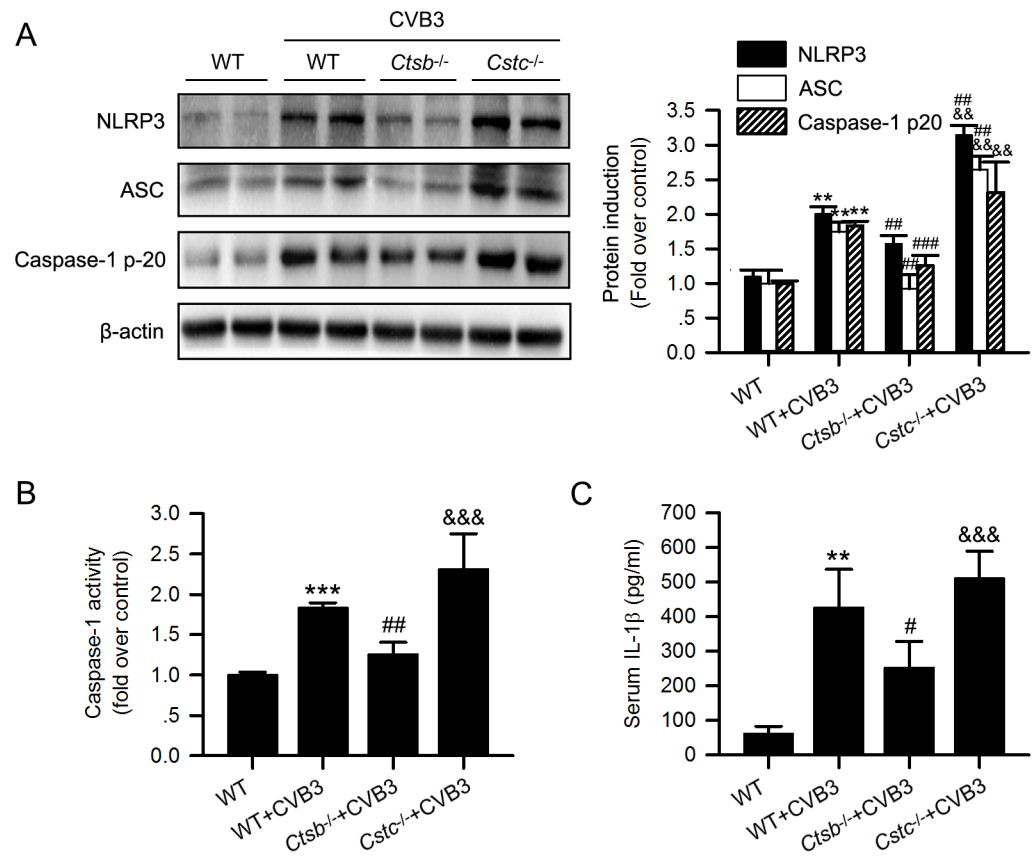 A
CVB3
WT WT Ctsb-/- Cstc-/-
NLRP3
ASC
Caspase-1 p-20
β-actin
NLRP3
ASC
Caspase-1 p20
Protein induction
(Fold over control)
3.5
3.0
2.5
2.0
1.5
1.0
.5
0.0
** ** **
## ## ###
##
&&
##
&& &&
WT
WT+CVB3
Ctsb-/-+CVB3
Cstc-/-+CVB3
B
Caspase-1 activity
(fold over control)
3.0
2.5
2.0
1.5
1.0
.5
0.0
***
##
&&&
WT
WT+CVB3
Ctsb-/-+CVB3
Cstc-/-+CVB3
C
Serum IL-1β (pg/ml)
700
600
500
400
300
200
100
0
**
#
&&&
WT
WT+CVB3
Ctsb-/-+CVB3
Cstc-/-+CVB3